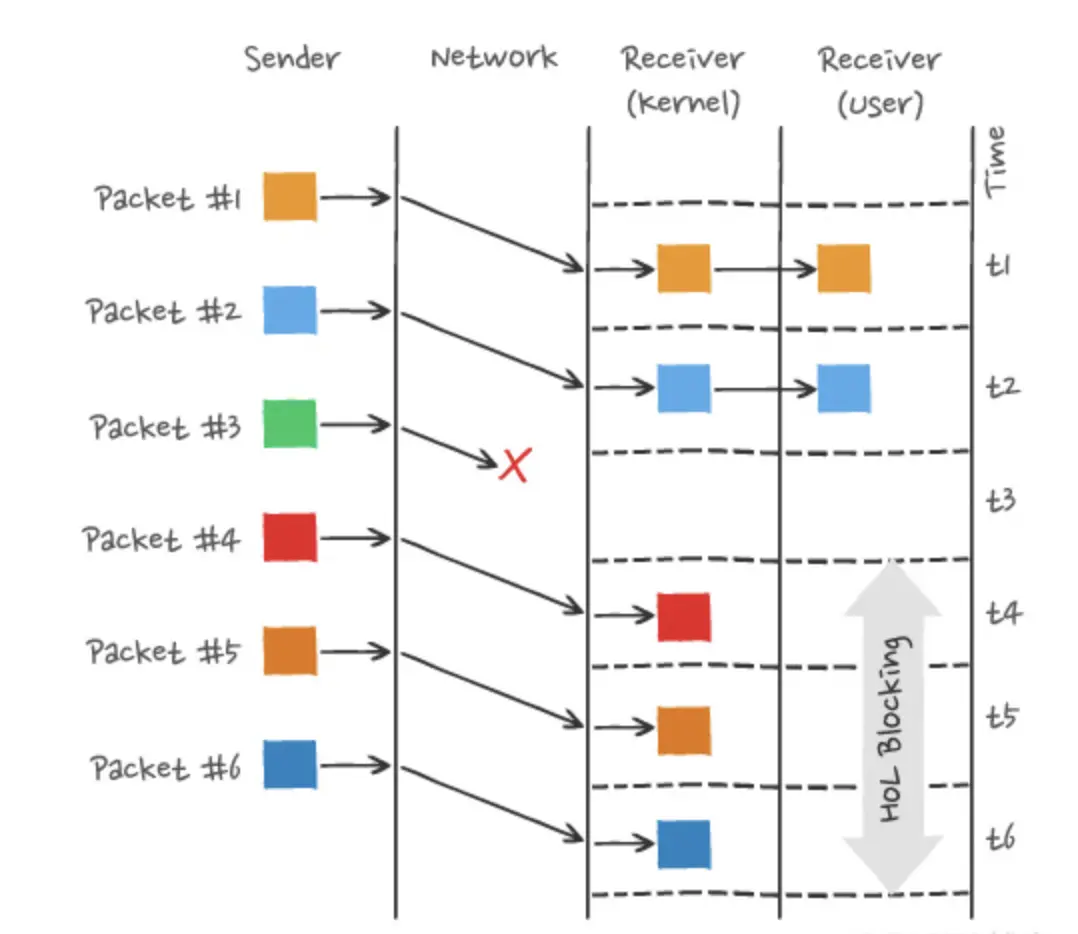 Sender
Network
Receiver
(Kernel)
Receiver
(User)
Time
Packet #1
t1
Packet #2
t2
Packet #3
X
t3
Packet #4
t4
Packet #5
HoL Blocking
t5
Packet #6
t6